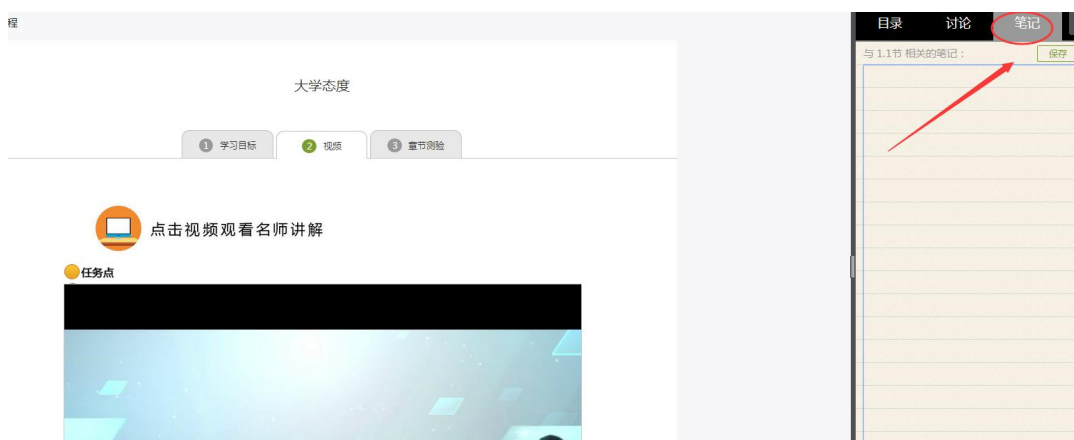 程
大学态度
1 学习目标
2 视频
3 章节测验
点击视频观看名师讲解
任务点
目录 讨论 笔记
与 1.1节 相关的笔记：
保存